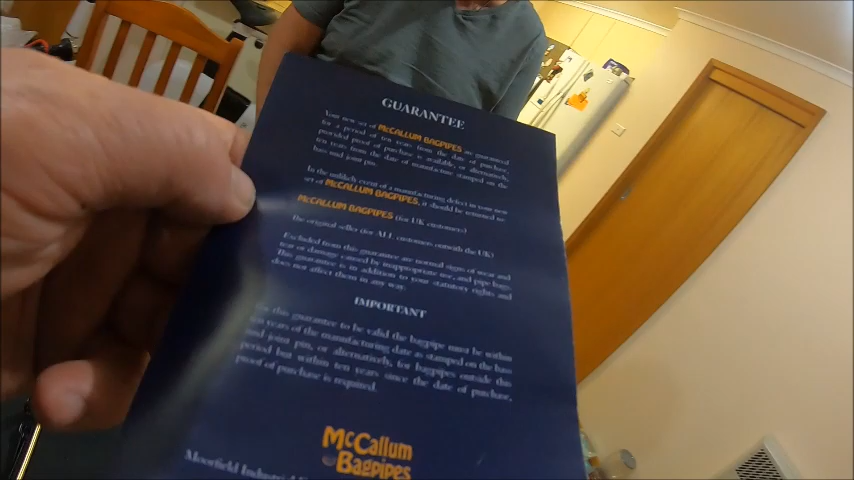 GUARANTEE
Your new set of McCALLUM BAGPIPES are guaranteed
for a period of ten years from the date of purchase,
provided proof of purchase is available, or alternatively,
ten years from the date of manufacture stamped on the
bass and joint pin.
In the unlikely event of a manufacturing defect in your new
set of McCALLUM BAGPIPES, it should be returned to:
McCALLUM BAGPIPES (for UK customers)
the original seller (for ALL customers outwith the UK)
Excluded from this guarantee are normal signs of wear and
tear or damage caused by inappropriate use, and pipe bags.
This guarantee is in addition to your statutory rights and
does not affect them in any way.
IMPORTANT
For this guarantee to be valid the bagpipe must be within
ten years of the manufacturing date as stamped on the bass
and joint pin, or alternatively, for bagpipes outside this
period but within ten years since the date of purchase,
proof of purchase is required.
McCallum
Bagpipes
Moorfield Industrial